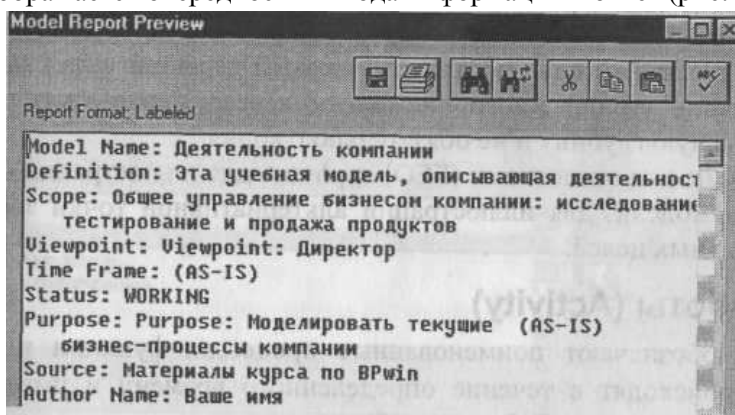 Model Report Preview
Report Format: Labeled
Model Name: Деятельность компании
Definition: Эта учебная модель, описывающая деятельност
Scope: Общее управление бизнесом компании: исследование
тестирование и продажа продуктов
Viewpoint: Viewpoint: Директор
Time Frame: (AS-IS)
Status: WORKING
Purpose: Purpose: Моделировать текущие (AS-IS)
бизнес-процессы компании
Source: Материалы курса по BPwin
Author Name: Ваше имя